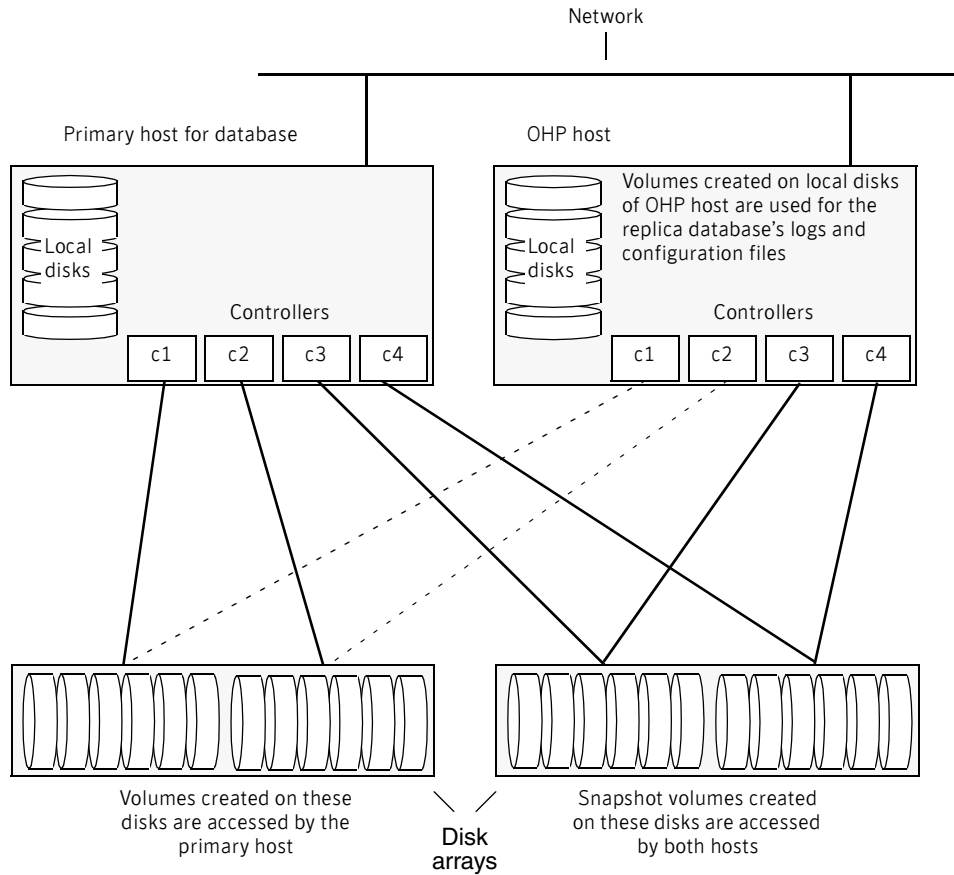 Network
Primary host for database
OHP host
Local
disks
Controllers
c1
c2
c3
c4
Volumes created on local disks
of OHP host are used for the
replica database's logs and
configuration files
Local
disks
Controllers
c1
c2
c3
c4
Volumes created on these
disks are accessed by the
primary host
Disk
arrays
Snapshot volumes created
on these disks are accessed
by both hosts